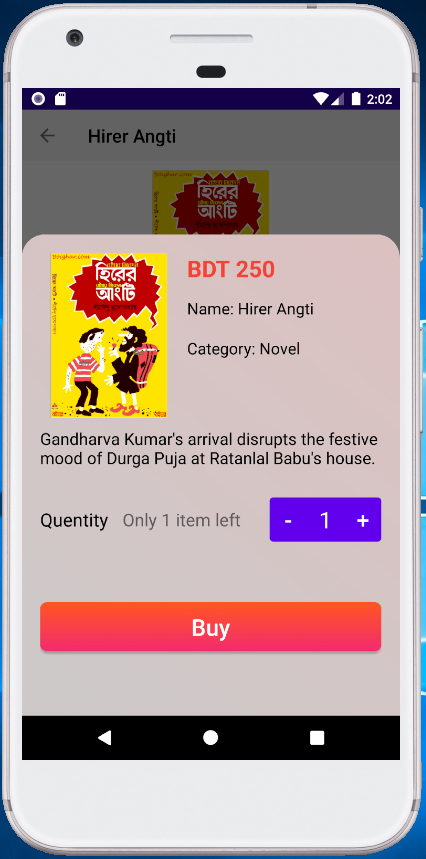 2:02
Hirer Angti
হিরের
আংটি
BDT 250
হিরের
আংটি
Name: Hirer Angti
Category: Novel
Gandharva Kumar's arrival disrupts the festive
mood of Durga Puja at Ratanlal Babu's house.
Quentity Only 1 item left - 1 +
Buy